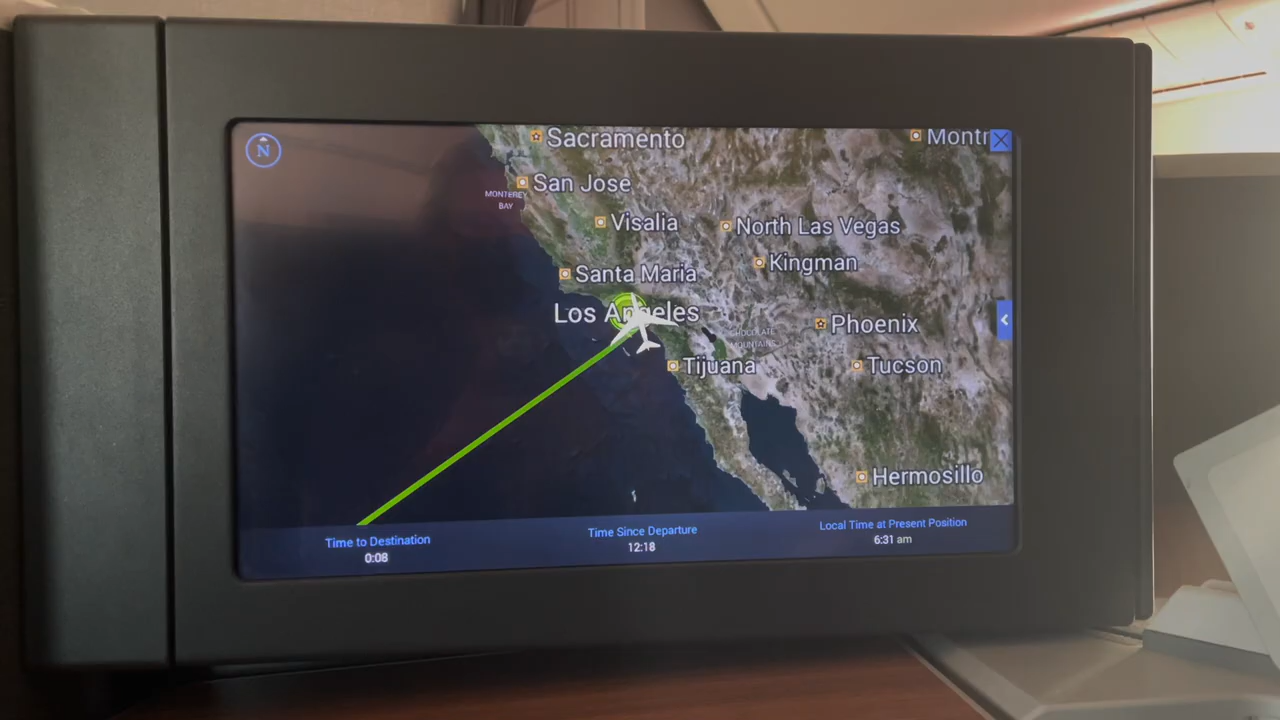 N
Sacramento
Montr
San Jose
MONTEREY
BAY
Visalia
North Las Vegas
Kingman
Santa Maria
Los Angeles
Phoenix
CHOCOLATE
MOUNTAINS
Tijuana
Tucson
Hermosillo
Time to Destination
0:08
Time Since Departure
12:18
Local Time at Present Position
6:31 am